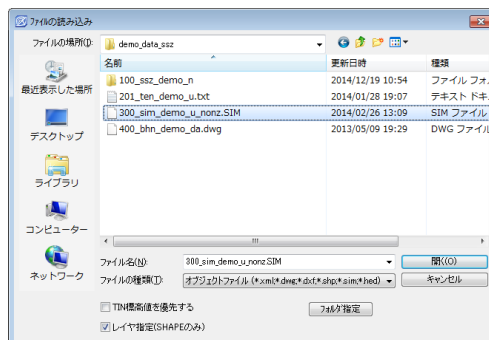 ファイルの読み込み
ファイルの場所(I):
demo_data_ssz
名前
更新日時
種類
100_ssz_demo_n
2014/12/19 10:54
ファイル フォ
201_ten_demo_u.txt
2014/01/28 19:07
テキスト ドキ
300_sim_demo_u_nonz.SIM
2014/02/26 13:09
SIM ファイル
400_bhn_demo_da.dwg
2013/05/09 19:29
DWG ファイル
最近表示した場所
デスクトップ
ライブラリ
コンピューター
ネットワーク
ファイル名(N):
300_sim_demo_u_nonz.SIM
開く(O)
ファイルの種類(T):
オブジェクトファイル (*.xml;*.dwg;*.dxf;*.shp;*.sim;*.hed)
キャンセル
TIN標高値を優先する
フォルダ指定
レイヤ指定(SHAPEのみ)